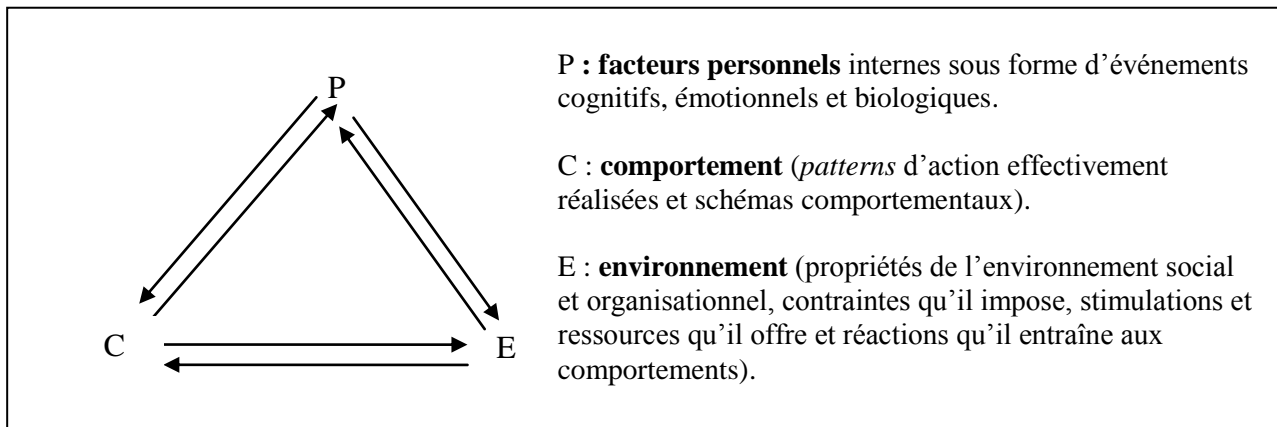 P
C
E
P : facteurs personnels internes sous forme d'événements
cognitifs, émotionnels et biologiques.
C : comportement (patterns d'action effectivement
réalisées et schémas comportementaux).
E : environnement (propriétés de l'environnement social
et organisationnel, contraintes qu'il impose, stimulations et
ressources qu'il offre et réactions qu'il entraîne aux
comportements).